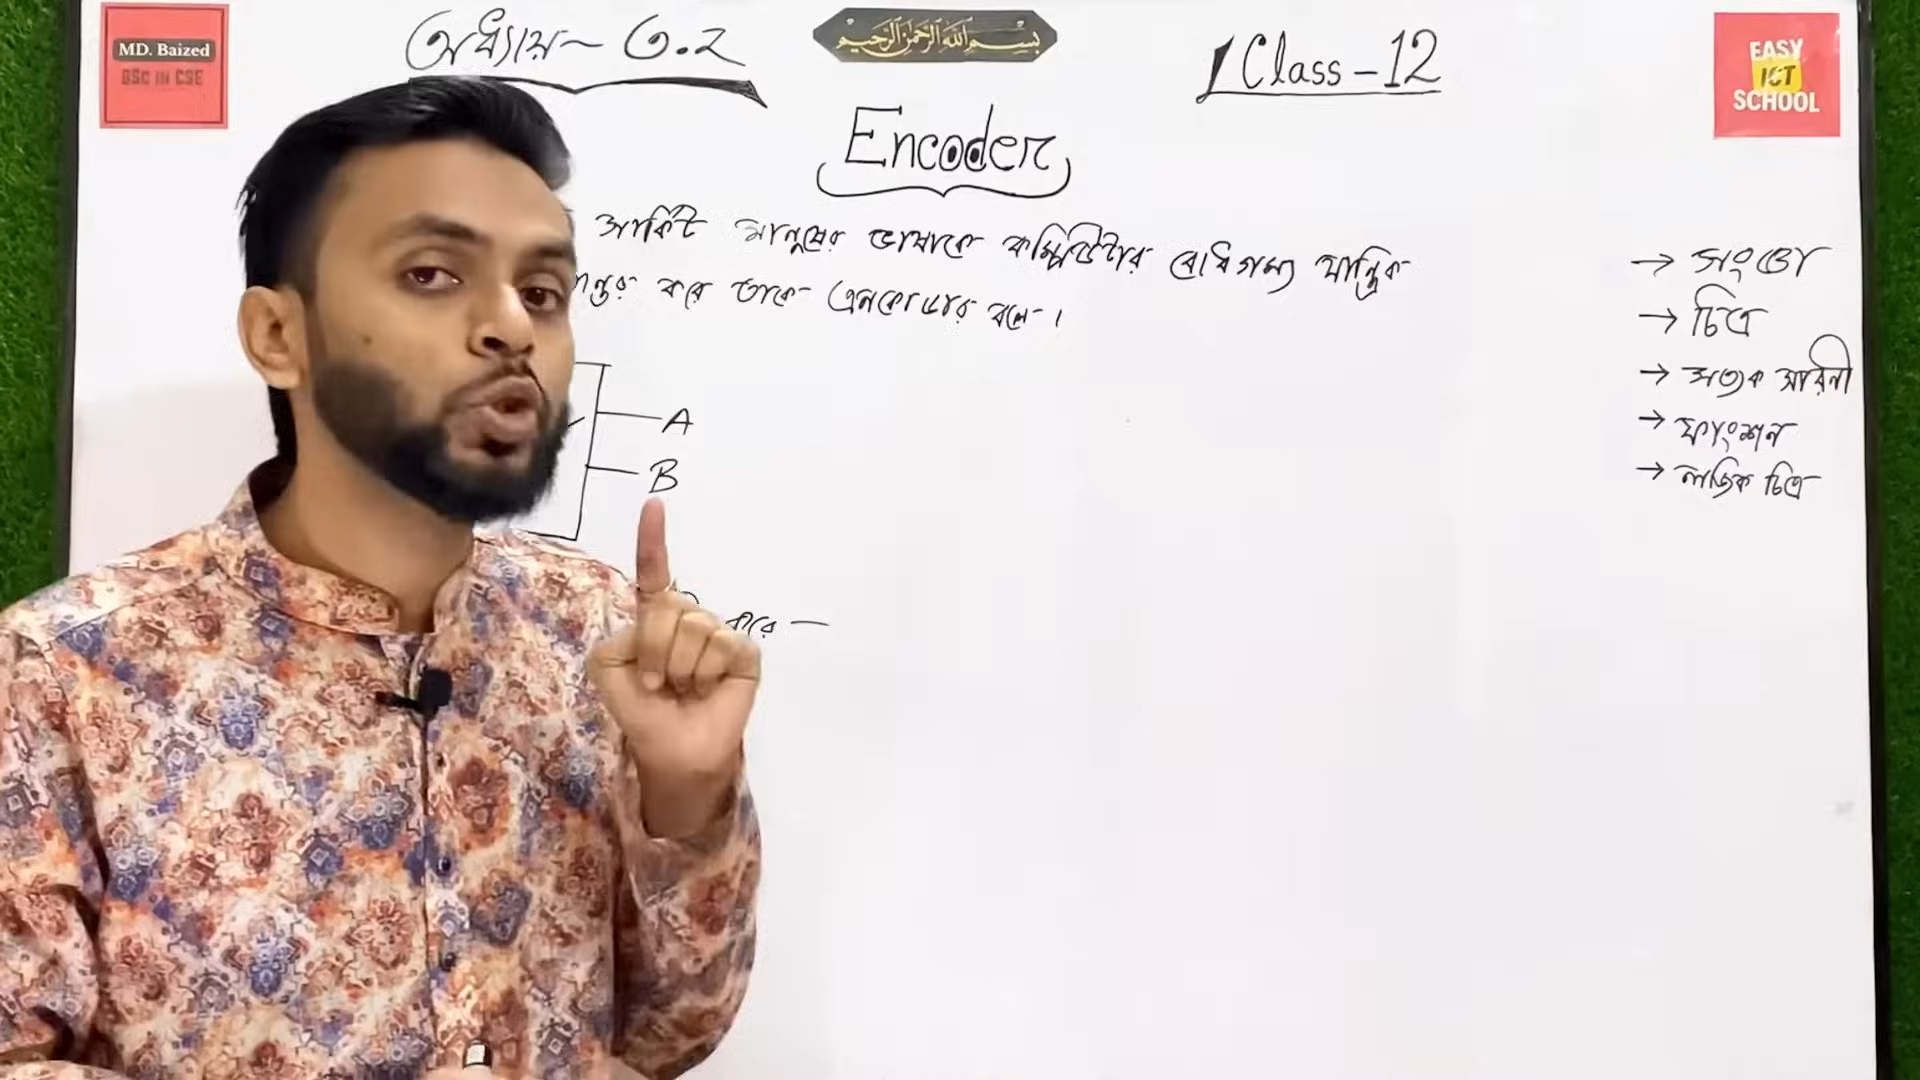 MD. Baized
BSC IN CSE
অধ্যায়~ ৩.২
بسم الله الرحمن الرحيم
Class-12
EASY
ICT
SCHOOL
Encoder
সার্কিট মানুষের ভাষাকে কম্পিউটার বোধগম্য যান্ত্রিক
ন্তর করে তাকে এনকোডার বলে।
→ সংজ্ঞা
→ চিত্র
→ সত্যক সারণী
→ ফাংশন
→ লজিক চিত্র
A
B
করে —